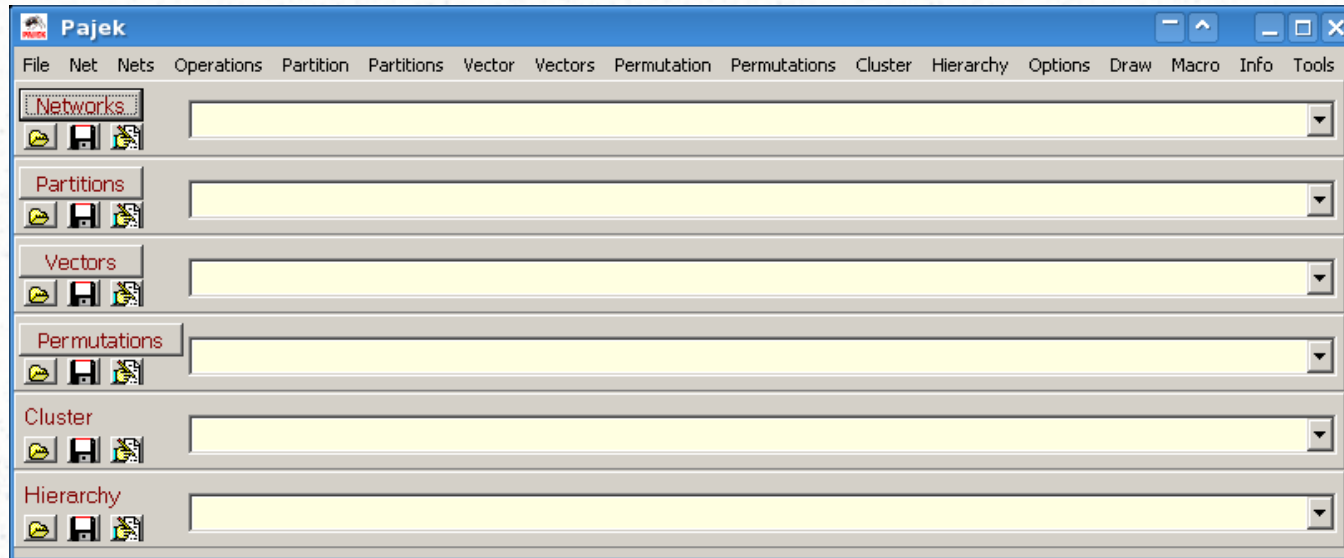 Pajek
File Net Nets Operations Partition Partitions Vector Vectors Permutation Permutations Cluster Hierarchy Options Draw Macro Info Tools
Networks
Partitions
Vectors
Permutations
Cluster
Hierarchy